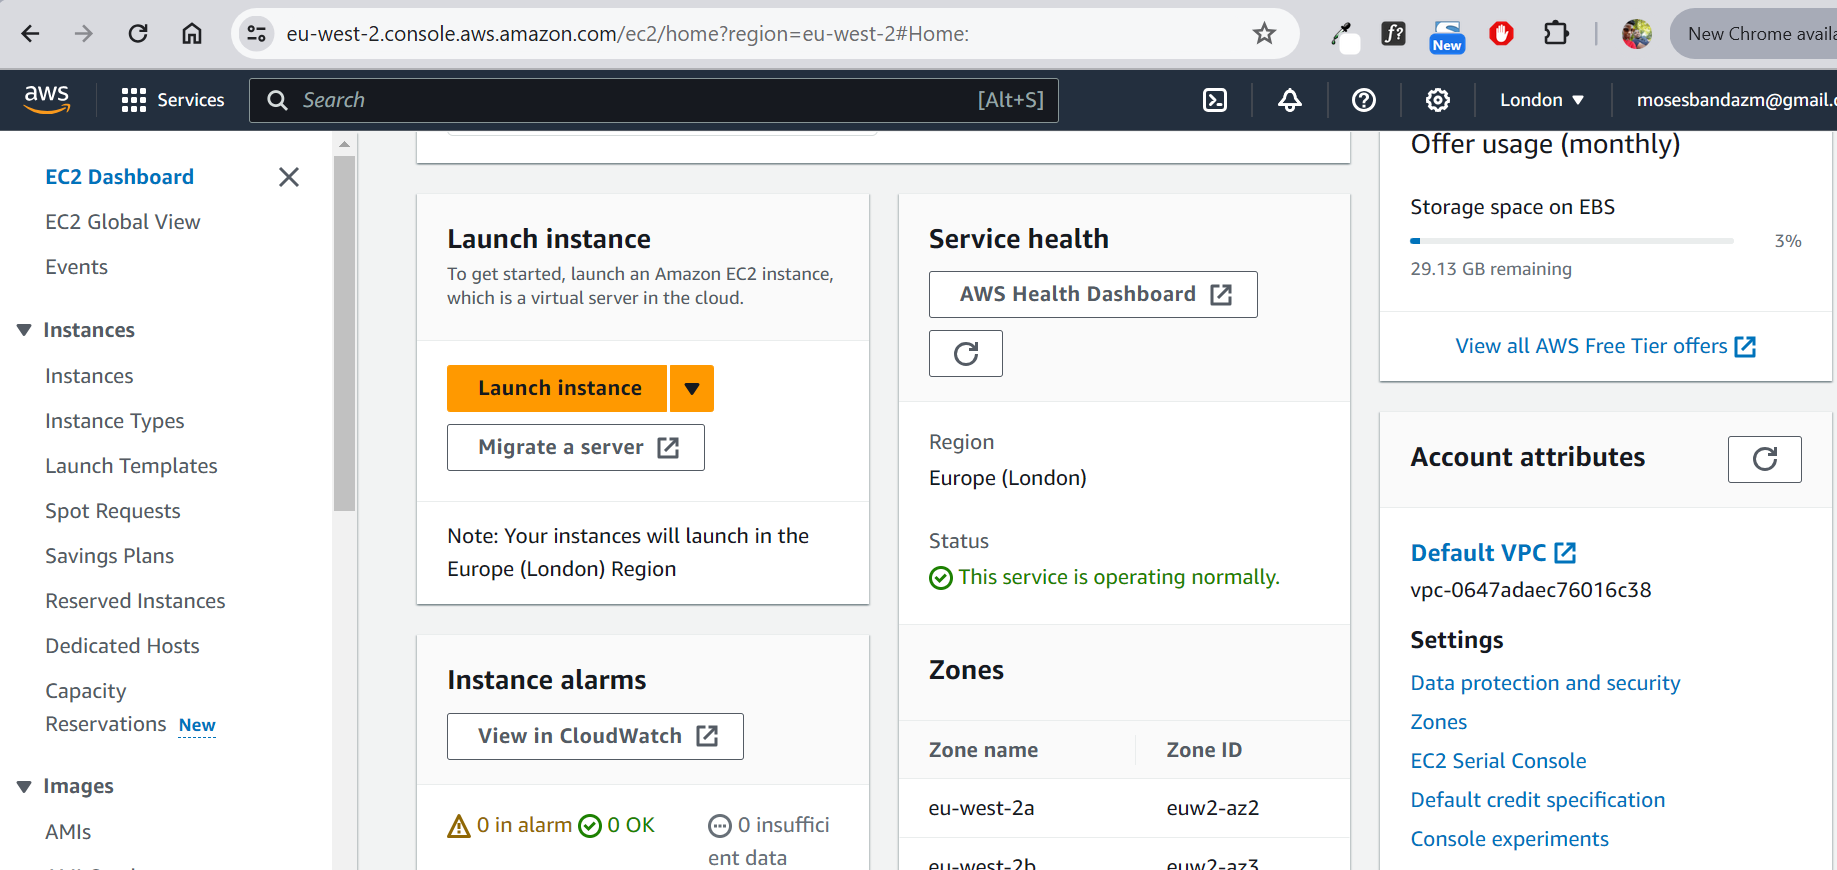 eu-west-2.console.aws.amazon.com/ec2/home?region=eu-west-2#Home:
f?
New
New Chrome availa
aws
Services
Search
[Alt+S]
London
mosesbandazm@gmail.c
EC2 Dashboard
EC2 Global View
Events
Instances
Instances
Instance Types
Launch Templates
Spot Requests
Savings Plans
Reserved Instances
Dedicated Hosts
Capacity
Reservations New
Images
AMIs
Launch instance
To get started, launch an Amazon EC2 instance,
which is a virtual server in the cloud.
Launch instance
Migrate a server
Note: Your instances will launch in the
Europe (London) Region
Instance alarms
View in CloudWatch
0 in alarm
0 OK
0 insuffici
ent data
Service health
AWS Health Dashboard
Region
Europe (London)
Status
This service is operating normally.
Zones
Zone name
Zone ID
eu-west-2a
euw2-az2
eu-west-2b
euw2-az3
Offer usage (monthly)
Storage space on EBS
3%
29.13 GB remaining
View all AWS Free Tier offers
Account attributes
Default VPC
vpc-0647adaec76016c38
Settings
Data protection and security
Zones
EC2 Serial Console
Default credit specification
Console experiments